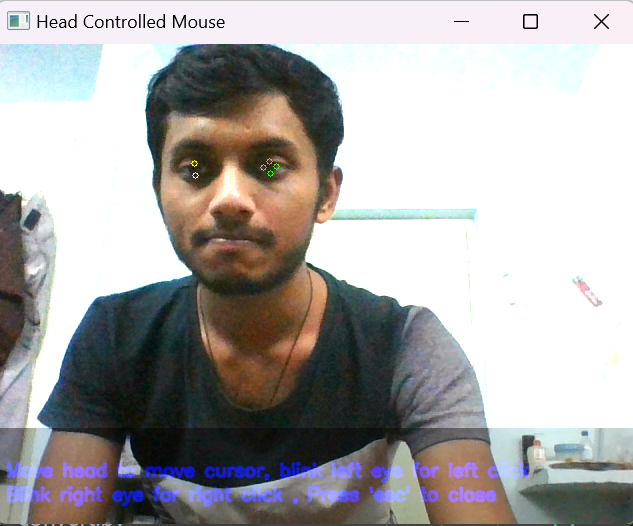 Head Controlled Mouse
Move head to move cursor, blink left eye for left click
Blink right eye for right click , Press 'esc' to close